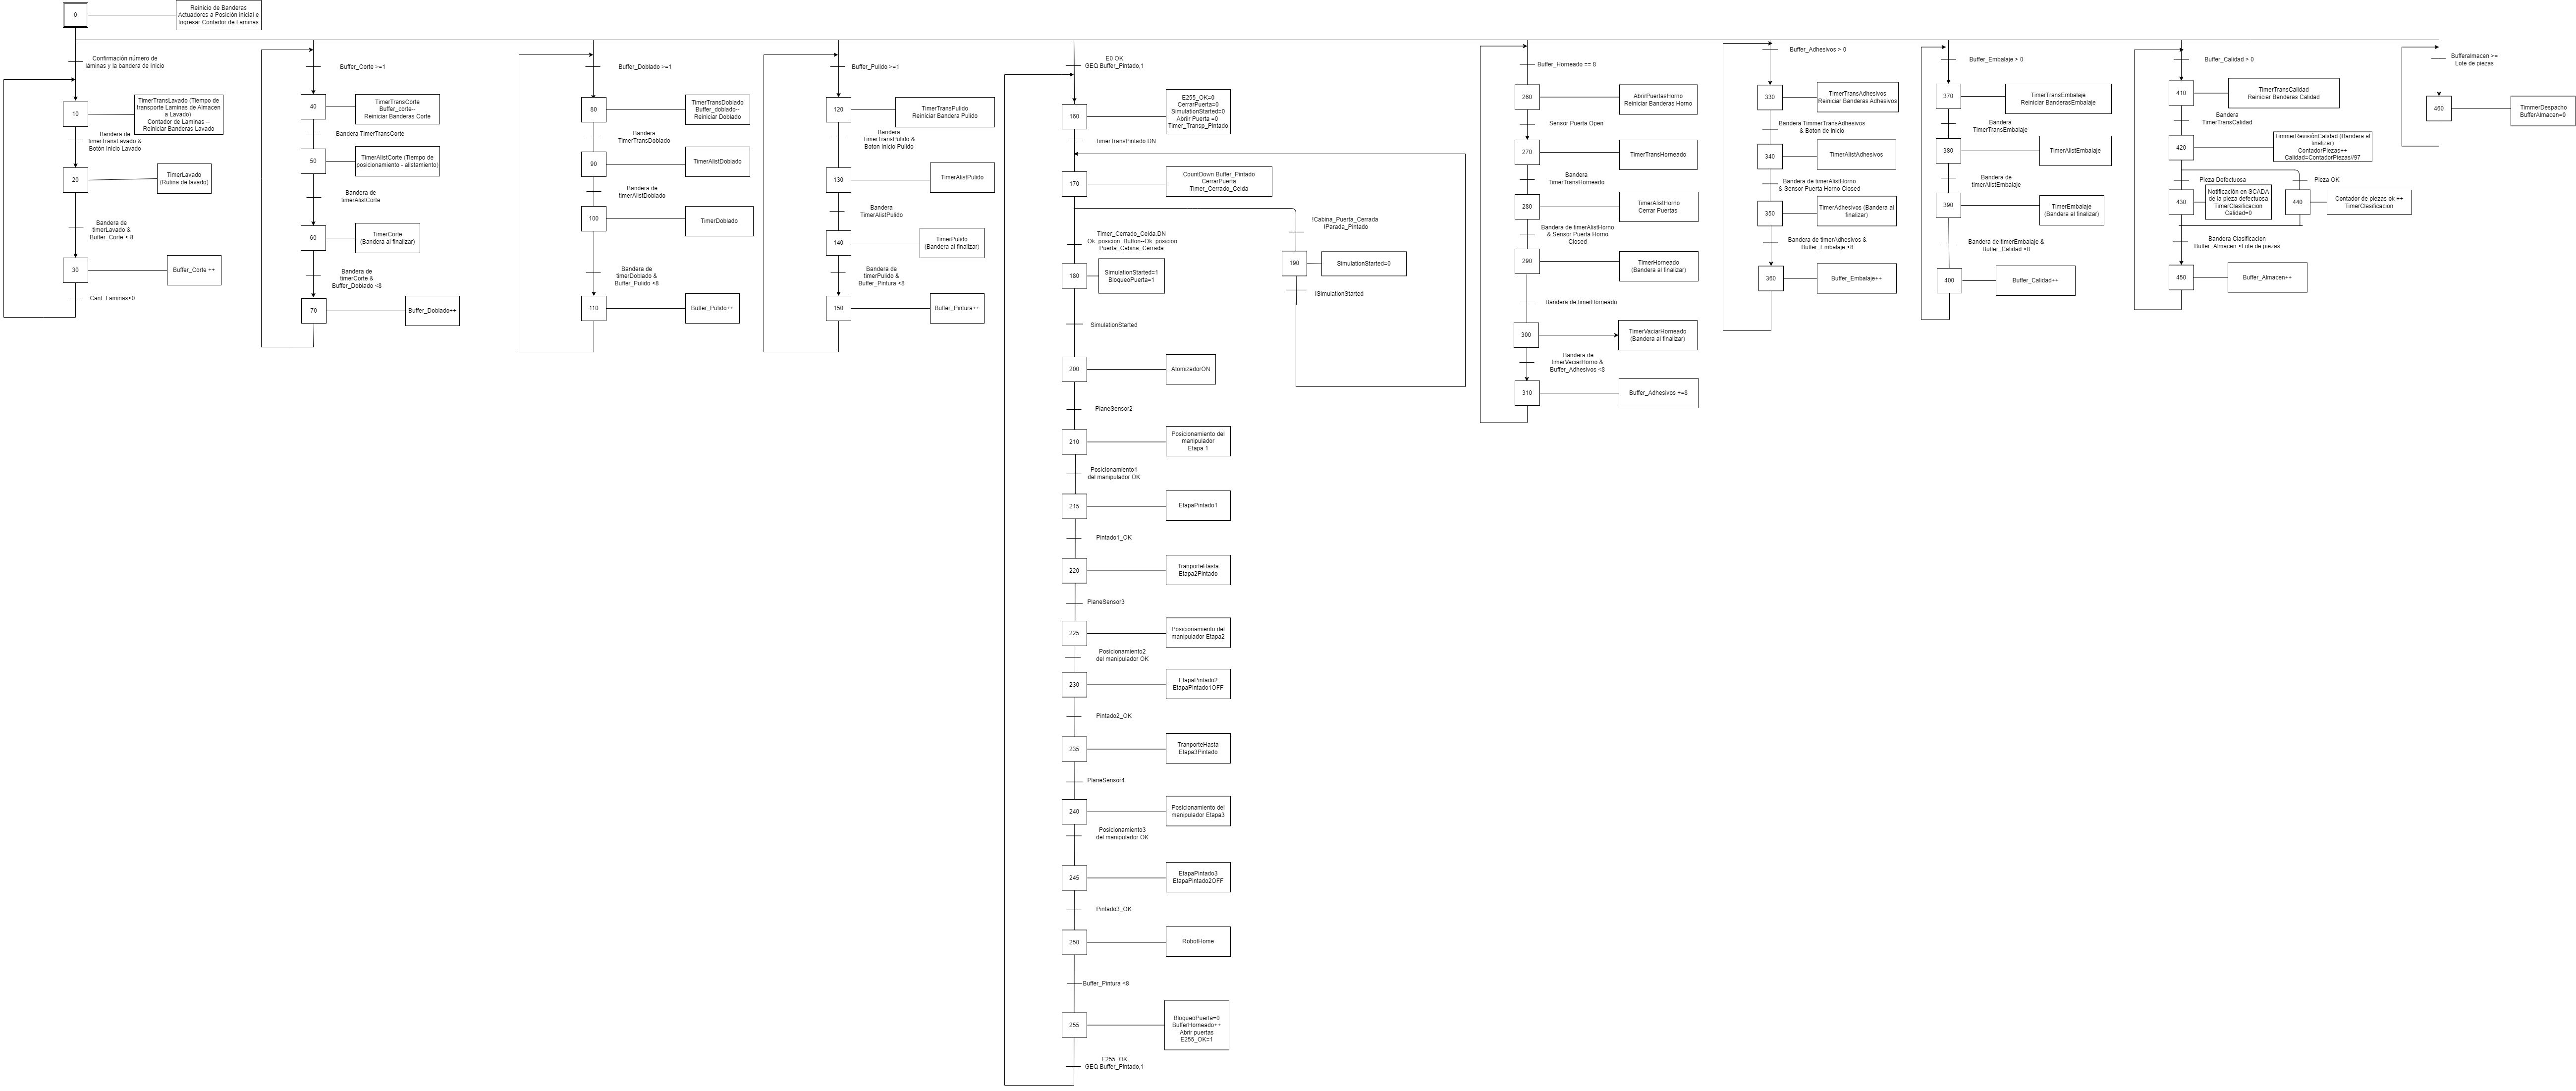 0
Reinicio de Banderas
Actuadores a Posición inicial e
Ingresar Contador de Laminas
Confirmación número de
láminas y la bandera de Inicio
10
TimerTransLavado (Tiempo de
transporte Laminas de Almacen
a Lavado)
Contador de Laminas --
Reiniciar Banderas Lavado
Bandera de
timerTransLavado &
Botón Inicio Lavado
20
TimerLavado
(Rutina de lavado)
Bandera de
timerLavado &
Buffer_Corte < 8
30
Buffer_Corte ++
Cant_Laminas>0
Buffer_Corte >=1
40
TimerTransCorte
Buffer_corte--
Reiniciar Banderas Corte
Bandera TimerTransCorte
50
TimerAlistCorte (Tiempo de
posicionamiento - alistamiento)
Bandera de
timerAlistCorte
60
TimerCorte
(Bandera al finalizar)
Bandera de
timerCorte &
Buffer_Doblado <8
70
Buffer_Doblado++
Buffer_Doblado >=1
80
TimerTransDoblado
Buffer_doblado--
Reiniciar Doblado
Bandera
TimerTransDoblado
90
TimerAlistDoblado
Bandera de
timerAlistDoblado
100
TimerDoblado
Bandera de
timerDoblado &
Buffer_Pulido <8
110
Buffer_Pulido++
Buffer_Pulido >=1
120
TimerTransPulido
Reiniciar Bandera Pulido
Bandera
TimerTransPulido &
Boton Inicio Pulido
130
TimerAlistPulido
Bandera
TimerAlistPulido
140
TimerPulido
(Bandera al finalizar)
Bandera de
timerPulido &
Buffer_Pintura <8
150
Buffer_Pintura++
E0 OK
GEQ Buffer_Pintado,1
160
E255_OK=0
CerrarPuerta=0
SimulationStarted=0
Abrir Puerta =0
Timer_Transp_Pintado
TimerTransPintado.DN
170
CountDown Buffer_Pintado
CerrarPuerta
Timer_Cerrado_Celda
Timer_Cerrado_Celda.DN
Ok_posicion_Button--Ok_posicion
Puerta_Cabina_Cerrada
!Cabina_Puerta_Cerrada
!Parada_Pintado
180
SimulationStarted=1
BloqueoPuerta=1
190
SimulationStarted=0
!SimulationStarted
SimulationStarted
200
AtomizadorON
PlaneSensor2
210
Posicionamiento del
manipulador
Etapa 1
Posicionamiento1
del manipulador OK
215
EtapaPintado1
Pintado1_OK
220
TranporteHasta
Etapa2Pintado
PlaneSensor3
225
Posicionamiento del
manipulador Etapa2
Posicionamiento2
del manipulador OK
230
EtapaPintado2
EtapaPintado1OFF
Pintado2_OK
235
TranporteHasta
Etapa3Pintado
PlaneSensor4
240
Posicionamiento del
manipulador Etapa3
Posicionamiento3
del manipulador OK
245
EtapaPintado3
EtapaPintado2OFF
Pintado3_OK
250
RobotHome
Buffer_Pintura <8
255
BloqueoPuerta=0
BufferHorneado++
Abrir puertas
E255_OK=1
E255_OK
GEQ Buffer_Pintado,1
Buffer_Horneado == 8
260
AbrirPuertasHorno
Reiniciar Banderas Horno
Sensor Puerta Open
270
TimerTransHorneado
Bandera
TimerTransHorneado
280
TimerAlistHorno
Cerrar Puertas
Bandera de timerAlistHorno
& Sensor Puerta Horno
Closed
290
TimerHorneado
(Bandera al finalizar)
Bandera de timerHorneado
300
TimerVaciarHorneado
(Bandera al finalizar)
Bandera de
timerVaciarHorno &
Buffer_Adhesivos <8
310
Buffer_Adhesivos +=8
Buffer_Adhesivos > 0
330
TimerTransAdhesivos
Reiniciar Banderas Adhesivos
Bandera TimmerTransAdhesivos
& Boton de inicio
340
TimerAlistAdhesivos
Bandera de timerAlistHorno
& Sensor Puerta Horno Closed
350
TimerAdhesivos (Bandera al
finalizar)
Bandera de timerAdhesivos &
Buffer_Embalaje <8
360
Buffer_Embalaje++
Buffer_Embalaje > 0
370
TimerTransEmbalaje
Reiniciar BanderasEmbalaje
Bandera
TimerTransEmbalaje
380
TimerAlistEmbalaje
Bandera de
timerAlistEmbalaje
390
TimerEmbalaje
(Bandera al finalizar)
Bandera de timerEmbalaje &
Buffer_Calidad <8
400
Buffer_Calidad++
Buffer_Calidad > 0
410
TimerTransCalidad
Reiniciar Banderas Calidad
Bandera
TimerTransCalidad
420
TimmerRevisiónCalidad (Bandera al
finalizar)
ContadorPiezas++
Calidad=ContadorPiezas//97
Pieza Defectuosa
Pieza OK
430
Notificación en SCADA
de la pieza defectuosa
TimerClasificacion
Calidad=0
440
Contador de piezas ok ++
TimerClasificacion
Bandera Clasificacion
Buffer_Almacen <Lote de piezas
450
Buffer_Almacen++
Bufferalmacen >=
Lote de piezas
460
TimmerDespacho
BufferAlmacen=0